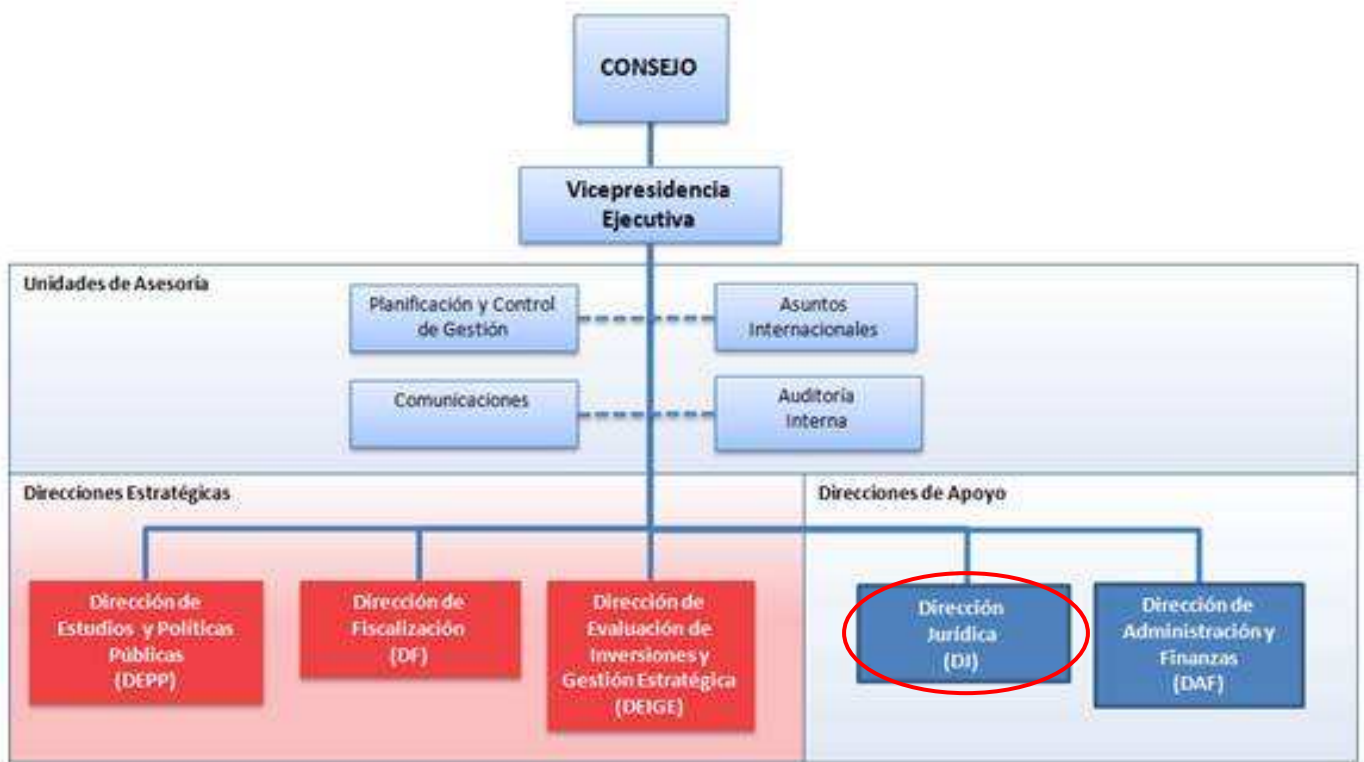 CONSEJO
Vicepresidencia
Ejecutiva
Unidades de Asesoría
Planificación y Control
de Gestión
Asuntos
Internacionales
Comunicaciones
Auditoría
Interna
Direcciones Estratégicas
Direcciones de Apoyo
Dirección de
Estudios y Políticas
Públicas
(DEPP)
Dirección de
Fiscalización
(DF)
Dirección de
Evaluación de
Inversiones y
Gestión Estratégica
(DEIGE)
Dirección
Jurídica
(DJ)
Dirección de
Administración y
Finanzas
(DAF)